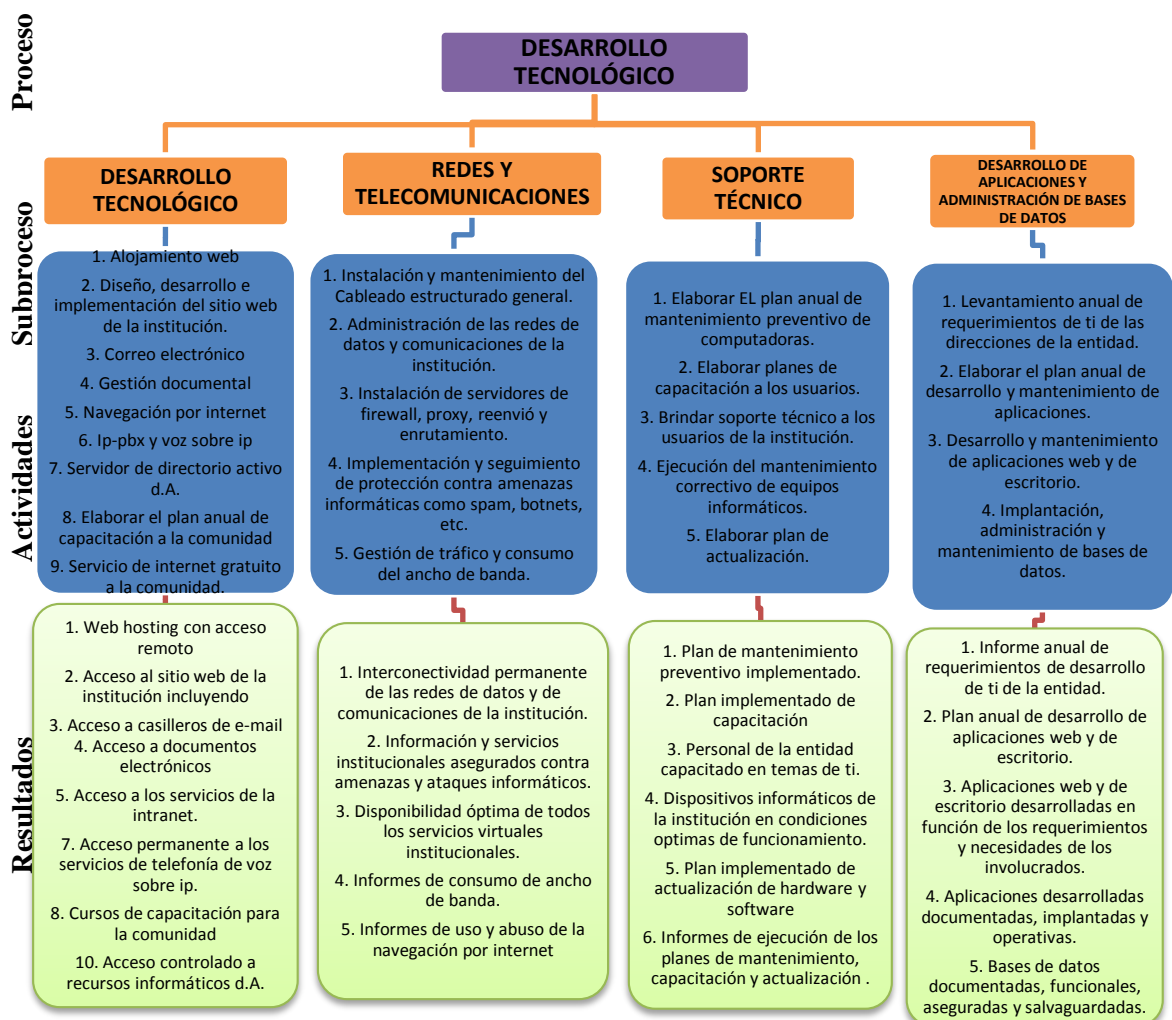 Proceso
DESARROLLO
TECNOLÓGICO
Subproceso
DESARROLLO
TECNOLÓGICO
REDES Y
TELECOMUNICACIONES
SOPORTE
TÉCNICO
DESARROLLO DE
APLICACIONES Y
ADMINISTRACIÓN DE BASES
DE DATOS
Actividades
1. Alojamiento web
2. Diseño, desarrollo e
implementación del sitio web
de la institución.
3. Correo electrónico
4. Gestión documental
5. Navegación por internet
6. Ip-pbx y voz sobre ip
7. Servidor de directorio activo
d.A.
8. Elaborar el plan anual de
capacitación a la comunidad
9. Servicio de internet gratuito
a la comunidad.
1. Instalación y mantenimiento del
Cableado estructurado general.
2. Administración de las redes de
datos y comunicaciones de la
institución.
3. Instalación de servidores de
firewall, proxy, reenvió y
enrutamiento.
4. Implementación y seguimiento
de protección contra amenazas
informáticas como spam, botnets,
etc.
5. Gestión de tráfico y consumo
del ancho de banda.
1. Elaborar EL plan anual de
mantenimiento preventivo de
computadoras.
2. Elaborar planes de
capacitación a los usuarios.
3. Brindar soporte técnico a los
usuarios de la institución.
4. Ejecución del mantenimiento
correctivo de equipos
informáticos.
5. Elaborar plan de
actualización.
1. Levantamiento anual de
requerimientos de ti de las
direcciones de la entidad.
2. Elaborar el plan anual de
desarrollo y mantenimiento de
aplicaciones.
3. Desarrollo y mantenimiento
de aplicaciones web y de
escritorio.
4. Implantación,
administración y
mantenimiento de bases de
datos.
Resultados
1. Web hosting con acceso
remoto
2. Acceso al sitio web de la
institución incluyendo
3. Acceso a casilleros de e-mail
4. Acceso a documentos
electrónicos
5. Acceso a los servicios de la
intranet.
7. Acceso permanente a los
servicios de telefonía de voz
sobre ip.
8. Cursos de capacitación para
la comunidad
10. Acceso controlado a
recursos informáticos d.A.
1. Interconectividad permanente
de las redes de datos y de
comunicaciones de la institución.
2. Información y servicios
institucionales asegurados contra
amenazas y ataques informáticos.
3. Disponibilidad óptima de todos
los servicios virtuales
institucionales.
4. Informes de consumo de ancho
de banda.
5. Informes de uso y abuso de la
navegación por internet
1. Plan de mantenimiento
preventivo implementado.
2. Plan implementado de
capacitación
3. Personal de la entidad
capacitado en temas de ti.
4. Dispositivos informáticos de
la institución en condiciones
optimas de funcionamiento.
5. Plan implementado de
actualización de hardware y
software
6. Informes de ejecución de los
planes de mantenimiento,
capacitación y actualización .
1. Informe anual de
requerimientos de desarrollo
de ti de la entidad.
2. Plan anual de desarrollo de
aplicaciones web y de
escritorio.
3. Aplicaciones web y de
escritorio desarrolladas en
función de los requerimientos
y necesidades de los
involucrados.
4. Aplicaciones desarrolladas
documentadas, implantadas y
operativas.
5. Bases de datos
documentadas, funcionales,
aseguradas y salvaguardadas.